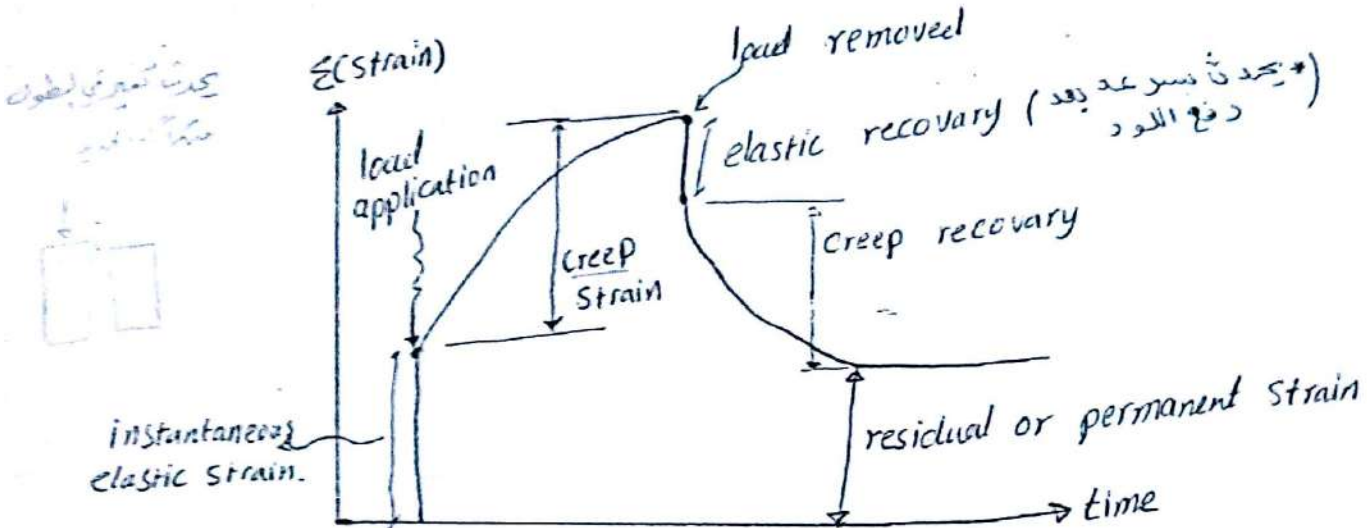 load removed
ε(strain)
elastic recovary (*يحدث بسرعة بعد
رفع اللود)
load
application
creep
strain
creep recovary
instantaneous
elastic strain.
residual or permanent strain
time